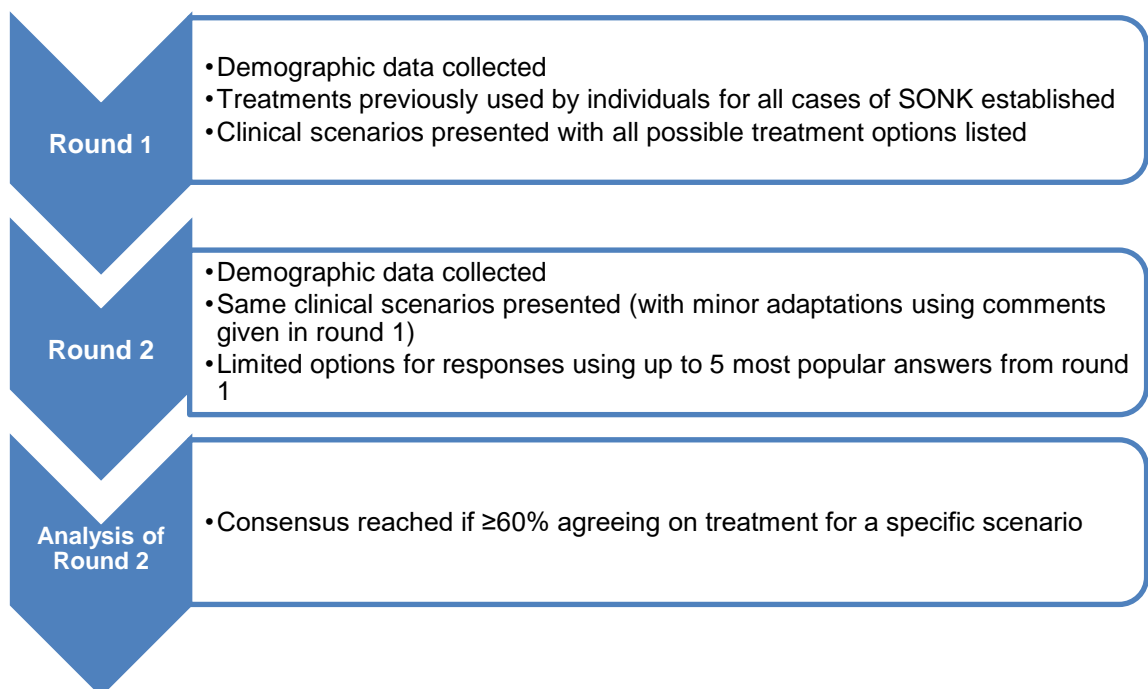 Round 1
•Demographic data collected
•Treatments previously used by individuals for all cases of SONK established
•Clinical scenarios presented with all possible treatment options listed
Round 2
•Demographic data collected
•Same clinical scenarios presented (with minor adaptations using comments
given in round 1)
•Limited options for responses using up to 5 most popular answers from round
1
Analysis of
Round 2
•Consensus reached if ≥60% agreeing on treatment for a specific scenario